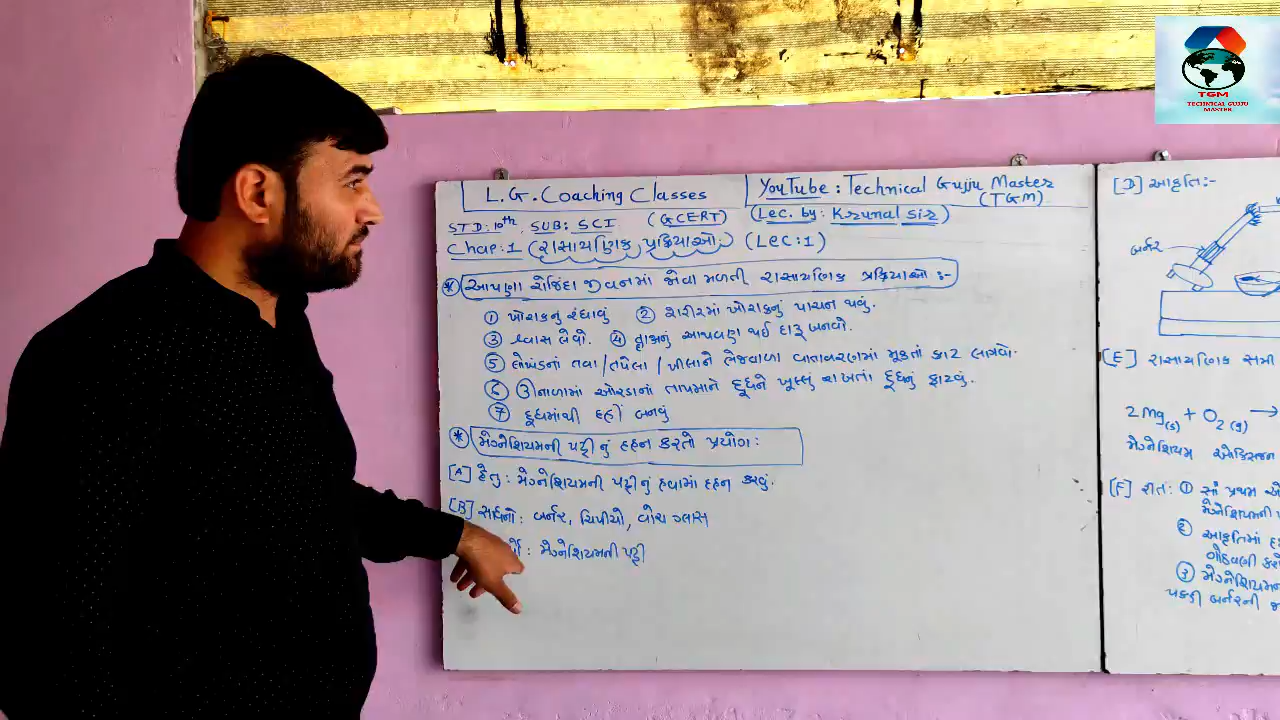 L.G. Coaching Classes
YouTube: Technical Gujju Master
(TGM)
STD:10th, SUB: SCI (GCERT) (Lec. by: Krunal sir)
Chap:1 (રાસાયણિક પ્રક્રિયાઓ) (Lec:1)
* આપણા રોજિંદા જીવનમાં જોવા મળતી રાસાયણિક પ્રક્રિયાઓ :-
① ખોરાકનું રંધાવું ② શરીરમાં ખોરાકનું પાચન થવું.
③ શ્વાસ લેવો. ④ દ્રાક્ષનું આથવણ થઈ દારૂ બનવો.
⑤ લોખંડનાં તવા/તપેલા/ખીલાને ભેજવાળા વાતાવરણમાં મૂકતાં કાટ લાગવો.
⑥ ઉનાળામાં ઓરડાનાં તાપમાને દૂધને ખૂલ્લું રાખતા દૂધનું ફાટવું.
⑦ દૂધમાંથી દહીં બનવું
* મેગ્નેશિયમની પટ્ટીનું દહન કરતો પ્રયોગ:
[A] હેતુ: મેગ્નેશિયમની પટ્ટીનું હવામાં દહન કરવું.
[B] સાધનો: બર્નર, ચિપીયો, વોચ ગ્લાસ
: મેગ્નેશિયમની પટ્ટી
[D] આકૃતિ:-
બર્નર
[E] રાસાયણિક સમી
2Mg(s) + O2(g) →
મેગ્નેશિયમ ઓક્સિજન
[F] રીત: ① સૌ પ્રથમ
મેગ્નેશિયમની
② આકૃતિમાં
ગોઠવણી કરો
③ મેગ્નેશિયમ
પકડી બર્નરની
TGM
TECHNICAL GUJJU
MASTER